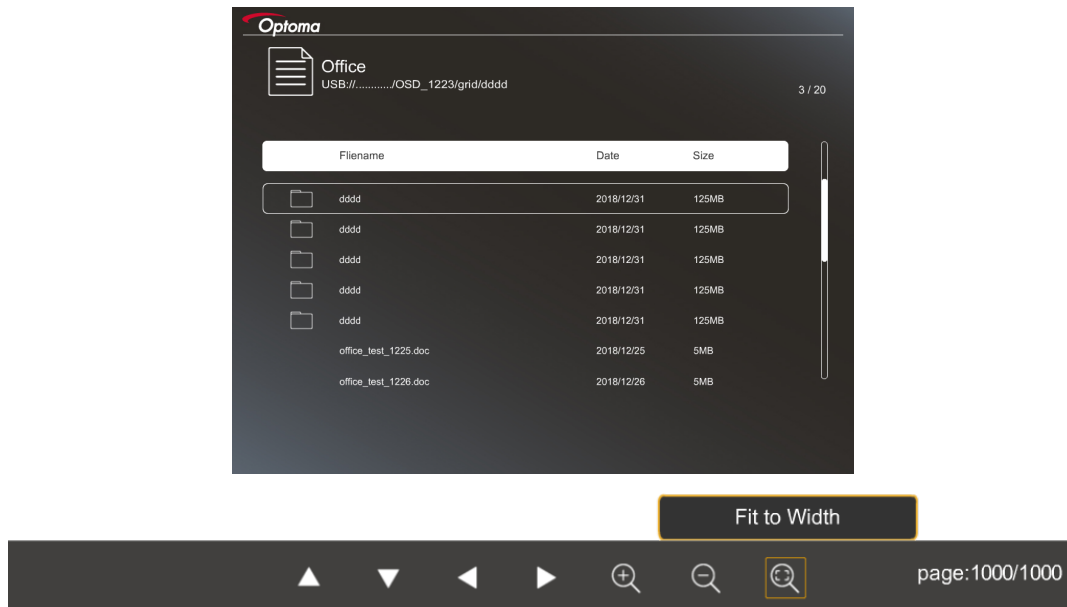 Optoma
Office
USB://............/OSD_1223/grid/dddd
3 / 20
Fliename Date Size
dddd 2018/12/31 125MB
dddd 2018/12/31 125MB
dddd 2018/12/31 125MB
dddd 2018/12/31 125MB
dddd 2018/12/31 125MB
office_test_1225.doc 2018/12/25 5MB
office_test_1226.doc 2018/12/26 5MB
Fit to Width
page:1000/1000